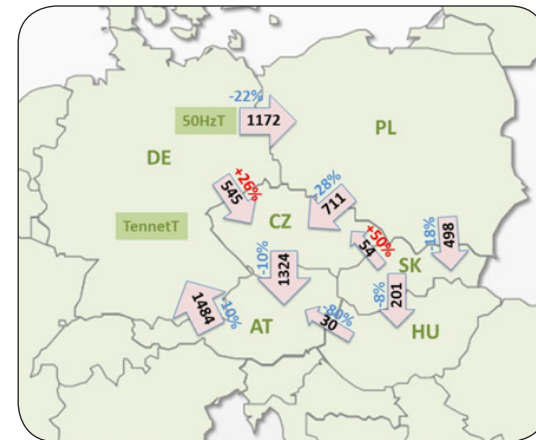 -22%
50HzT
1172
PL
DE
+26%
545
-28%
711
CZ
TennetT
+50%
54
-18%
498
-10%
1324
SK
-8%
201
1484
-10%
AT
-80%
30
HU